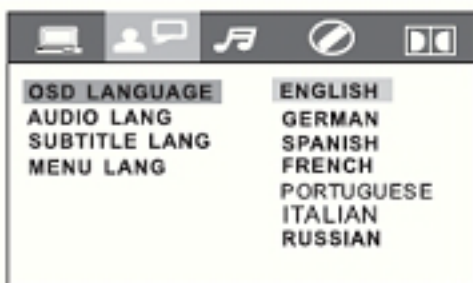 OSD LANGUAGE
AUDIO LANG
SUBTITLE LANG
MENU LANG
ENGLISH
GERMAN
SPANISH
FRENCH
PORTUGUESE
ITALIAN
RUSSIAN